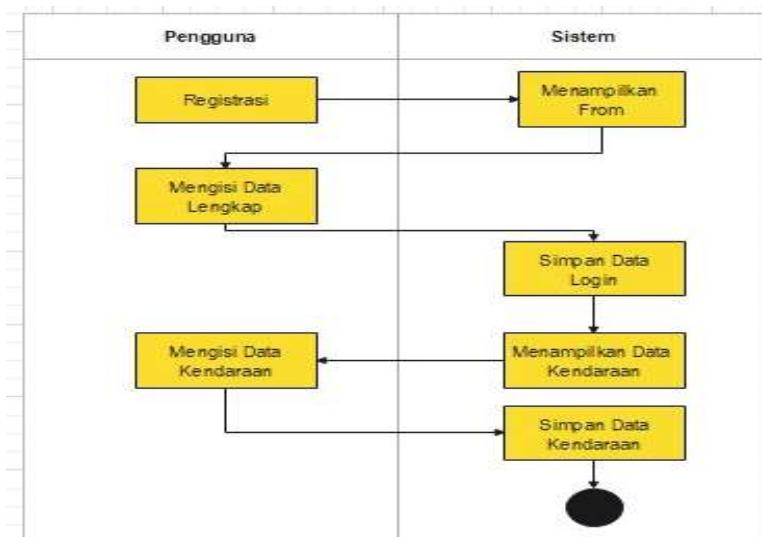 Pengguna
Sistem
Registrasi
Menampilkan
From
Mengisi Data
Lengkap
Simpan Data
Login
Mengisi Data
Kendaraan
Menampilkan Data
Kendaraan
Simpan Data
Kendaraan